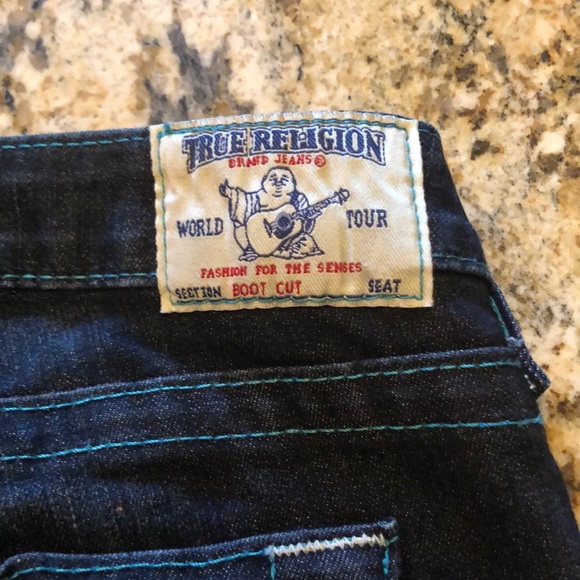 TRUE RELIGION
BRAND JEANS®
WORLD TOUR
FASHION FOR THE SENSES
SECTION BOOT CUT SEAT